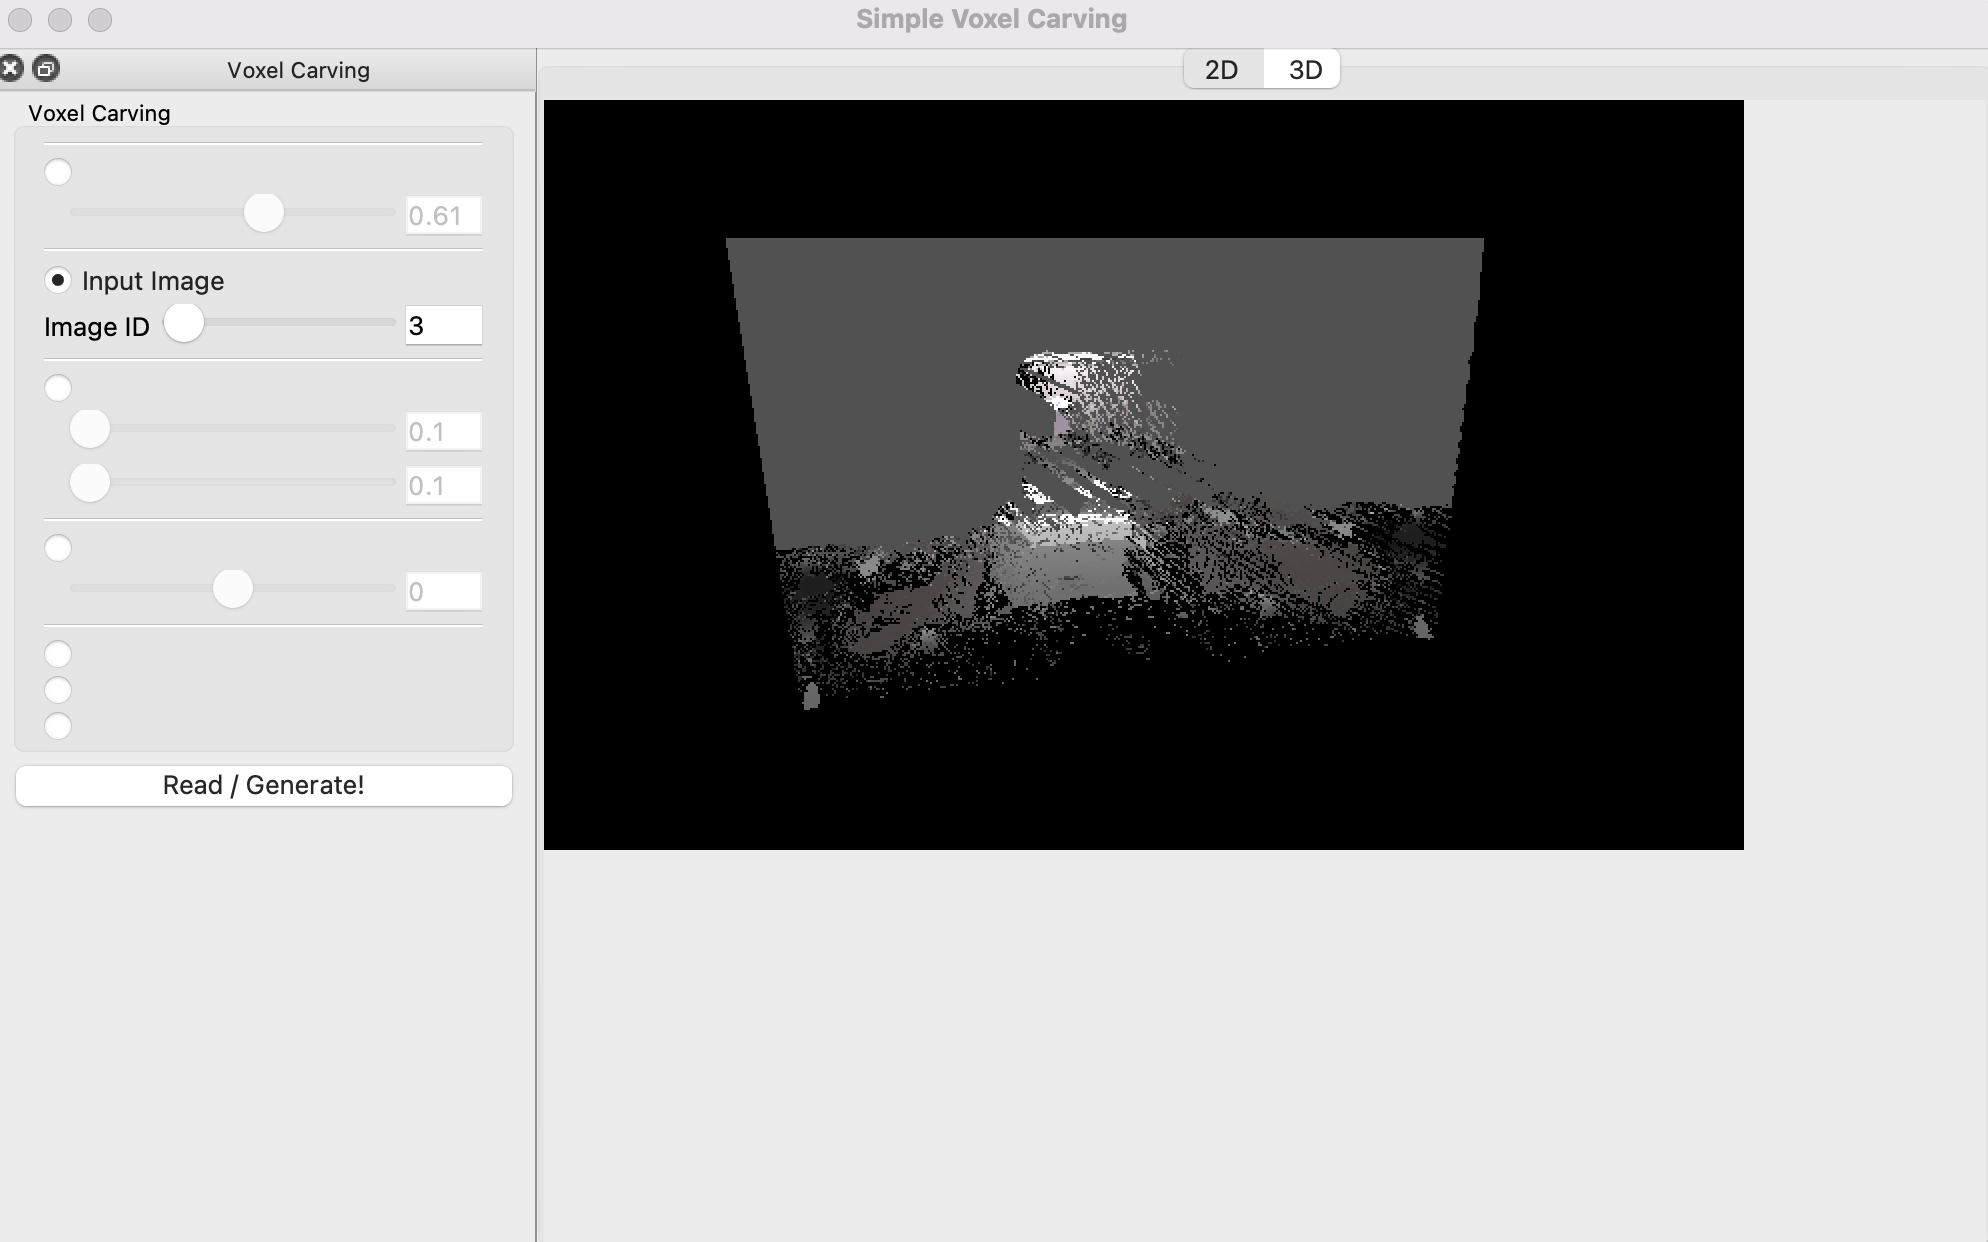 Simple Voxel Carving
Voxel Carving
2D 3D
Voxel Carving
0.61
Input Image
Image ID 3
0.1
0.1
0
Read / Generate!